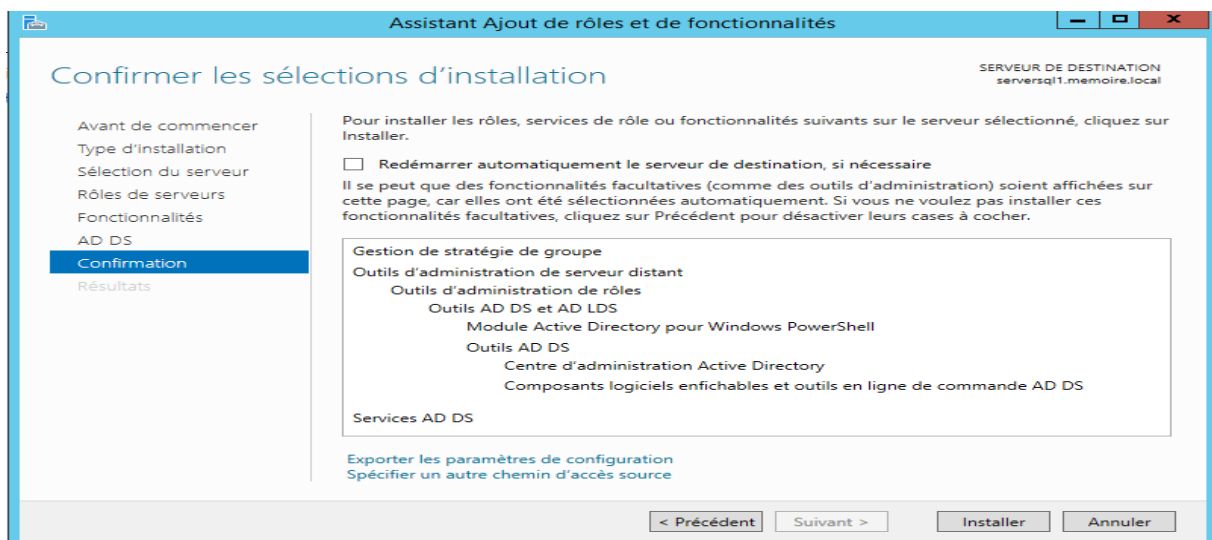 Assistant Ajout de rôles et de fonctionnalités
Confirmer les sélections d'installation
SERVEUR DE DESTINATION
serversql1.memoire.local
Avant de commencer
Type d'installation
Sélection du serveur
Rôles de serveurs
Fonctionnalités
AD DS
Confirmation
Résultats
Pour installer les rôles, services de rôle ou fonctionnalités suivants sur le serveur sélectionné, cliquez sur
Installer.
Redémarrer automatiquement le serveur de destination, si nécessaire
Il se peut que des fonctionnalités facultatives (comme des outils d'administration) soient affichées sur
cette page, car elles ont été sélectionnées automatiquement. Si vous ne voulez pas installer ces
fonctionnalités facultatives, cliquez sur Précédent pour désactiver leurs cases à cocher.
Gestion de stratégie de groupe
Outils d'administration de serveur distant
Outils d'administration de rôles
Outils AD DS et AD LDS
Module Active Directory pour Windows PowerShell
Outils AD DS
Centre d'administration Active Directory
Composants logiciels enfichables et outils en ligne de commande AD DS
Services AD DS
Exporter les paramètres de configuration
Spécifier un autre chemin d'accès source
< Précédent
Suivant >
Installer
Annuler